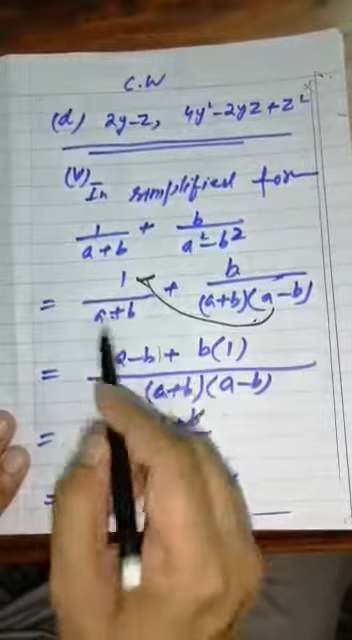 C.W
(d) 2y-z, 4y²-2yz+z²
(v) In simplified form
1/(a+b) + b/(a²-b²)
= 1/(a+b) + b/((a+b)(a-b))
= (a-b) + b(1) / (a+b)(a-b)
= b
=